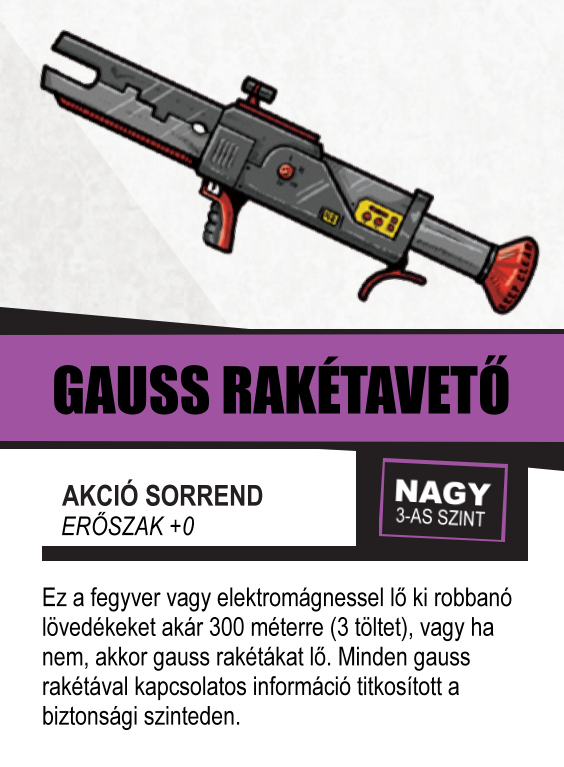 GAUSS RAKÉTAVETŐ
AKCIÓ SORREND
ERŐSZAK +0
NAGY
3-AS SZINT
Ez a fegyver vagy elektromágnessel lő ki robbanó
lövedékeket akár 300 méterre (3 töltet), vagy ha
nem, akkor gauss rakétákat lő. Minden gauss
rakétával kapcsolatos információ titkosított a
biztonsági szinteden.